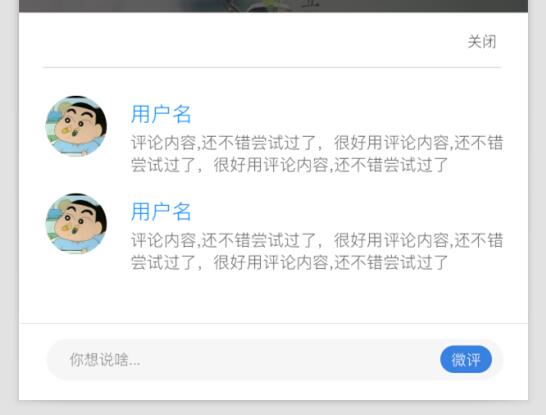 关闭
用户名
评论内容,还不错尝试过了，很好用评论内容,还不错
尝试过了，很好用评论内容,还不错尝试过了
用户名
评论内容,还不错尝试过了，很好用评论内容,还不错
尝试过了，很好用评论内容,还不错尝试过了
你想说啥...
微评